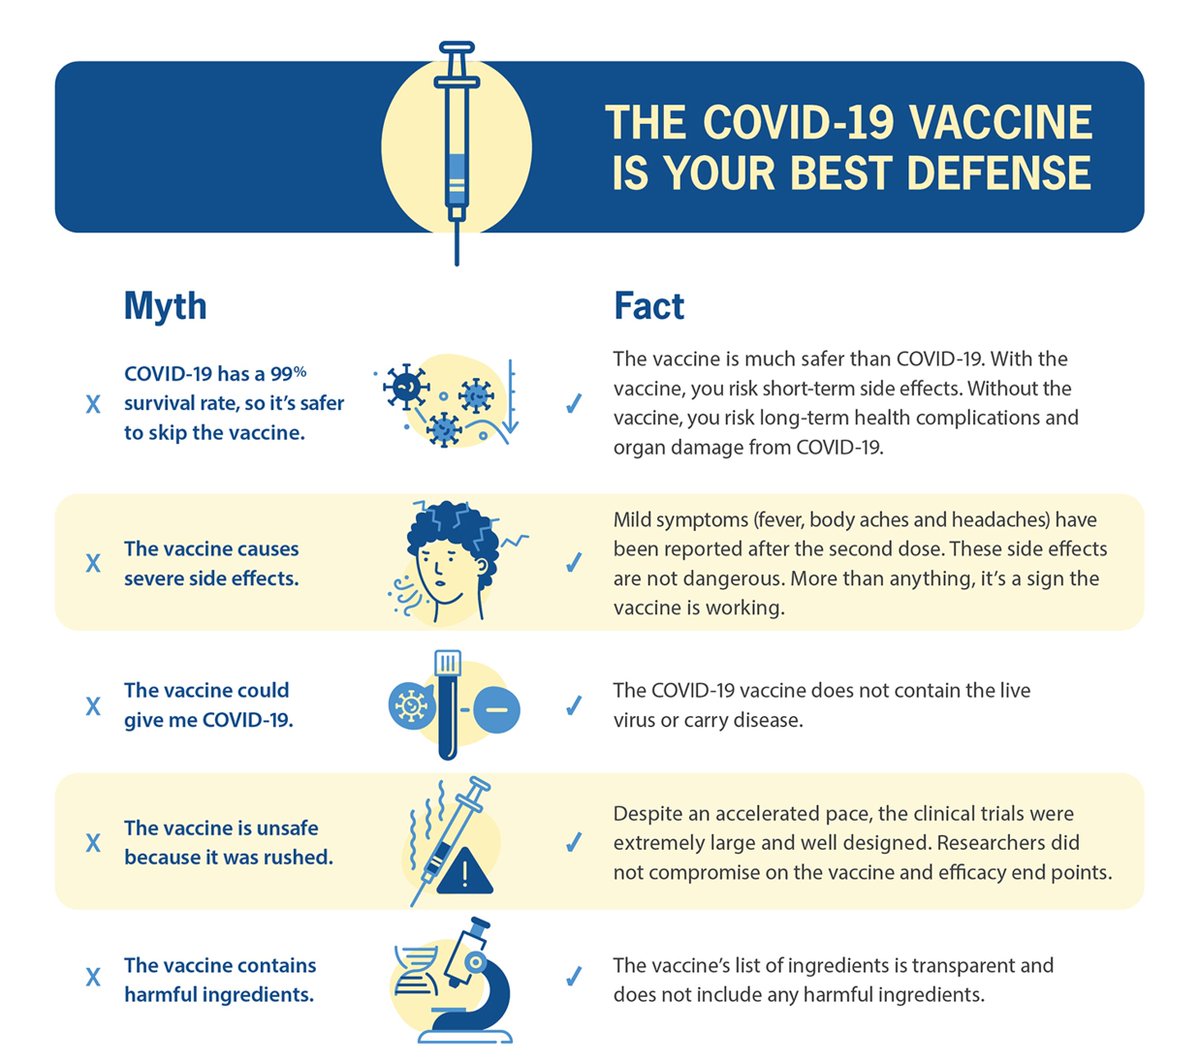 THE COVID-19 VACCINE
IS YOUR BEST DEFENSE
Myth
Fact
X
COVID-19 has a 99%
survival rate, so it's safer
to skip the vaccine.
✓
The vaccine is much safer than COVID-19. With the
vaccine, you risk short-term side effects. Without the
vaccine, you risk long-term health complications and
organ damage from COVID-19.
X
The vaccine causes
severe side effects.
✓
Mild symptoms (fever, body aches and headaches) have
been reported after the second dose. These side effects
are not dangerous. More than anything, it's a sign the
vaccine is working.
X
The vaccine could
give me COVID-19.
✓
The COVID-19 vaccine does not contain the live
virus or carry disease.
X
The vaccine is unsafe
because it was rushed.
✓
Despite an accelerated pace, the clinical trials were
extremely large and well designed. Researchers did
not compromise on the vaccine and efficacy end points.
X
The vaccine contains
harmful ingredients.
✓
The vaccine's list of ingredients is transparent and
does not include any harmful ingredients.